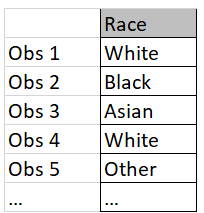 Race
Obs 1 White
Obs 2 Black
Obs 3 Asian
Obs 4 White
Obs 5 Other
... ...